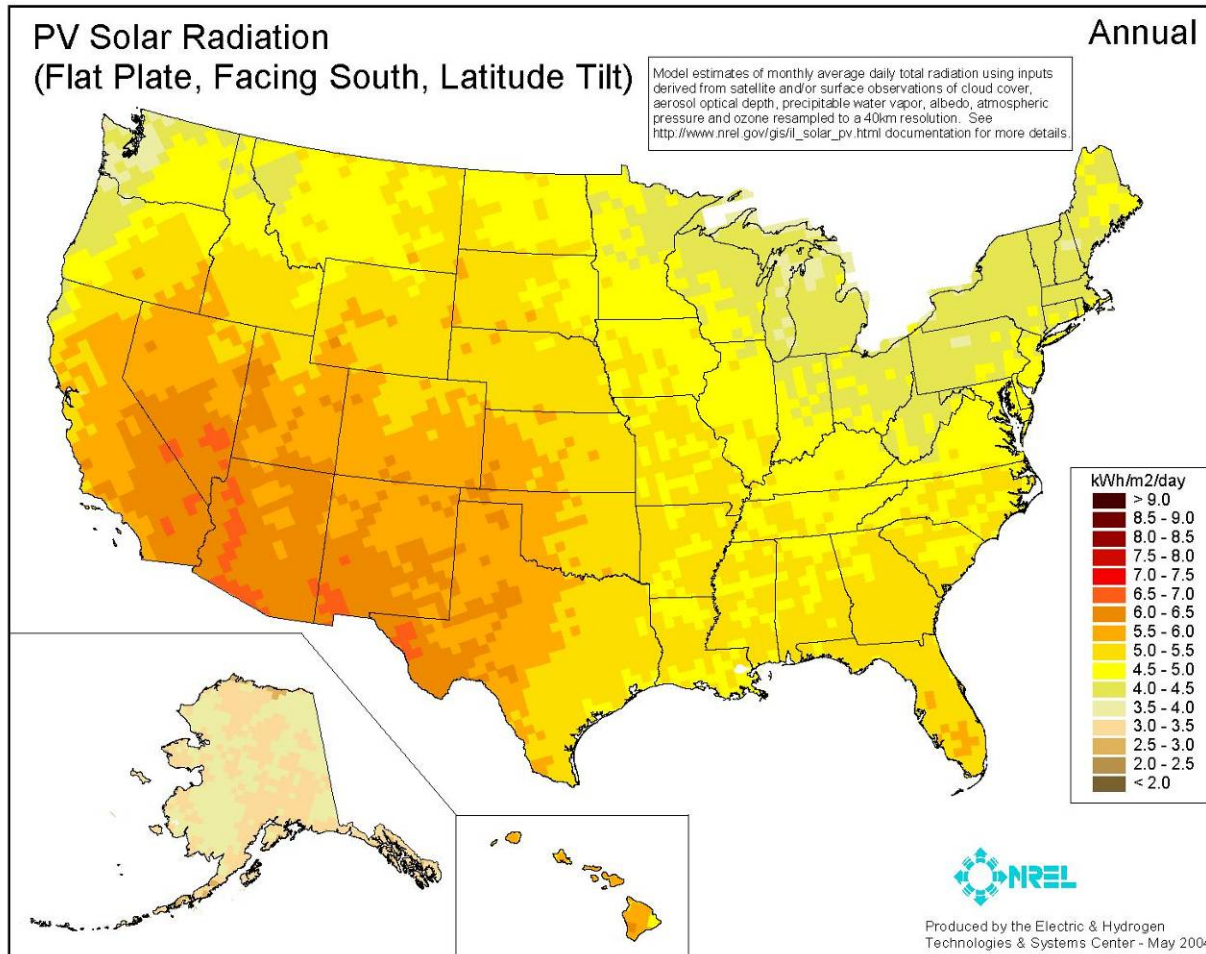 PV Solar Radiation
(Flat Plate, Facing South, Latitude Tilt)
Annual
Model estimates of monthly average daily total radiation using inputs
derived from satellite and/or surface observations of cloud cover,
aerosol optical depth, precipitable water vapor, albedo, atmospheric
pressure and ozone resampled to a 40km resolution. See
http://www.nrel.gov/gis/il_solar_pv.html documentation for more details.
kWh/m2/day
> 9.0
8.5 - 9.0
8.0 - 8.5
7.5 - 8.0
7.0 - 7.5
6.5 - 7.0
6.0 - 6.5
5.5 - 6.0
5.0 - 5.5
4.5 - 5.0
4.0 - 4.5
3.5 - 4.0
3.0 - 3.5
2.5 - 3.0
2.0 - 2.5
< 2.0
NREL
Produced by the Electric & Hydrogen
Technologies & Systems Center - May 2004